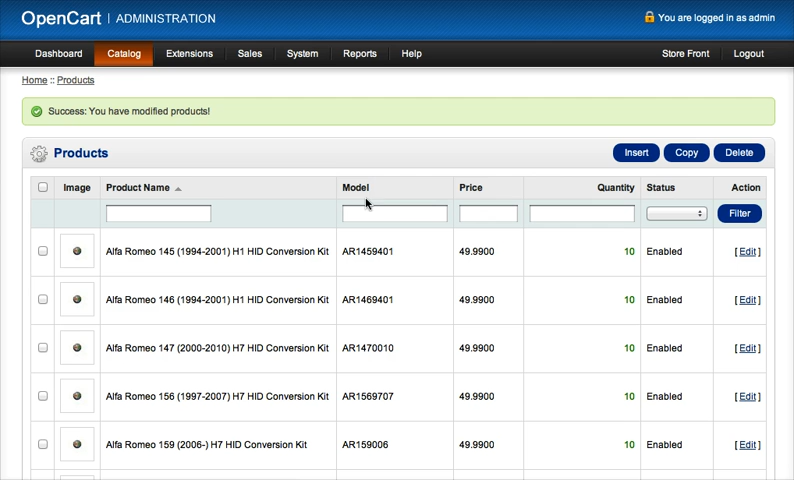 OpenCart | ADMINISTRATION
You are logged in as admin
Dashboard Catalog Extensions Sales System Reports Help Store Front Logout
Home :: Products
Success: You have modified products!
Products Insert Copy Delete
Image Product Name Model Price Quantity Status Action
Filter
Alfa Romeo 145 (1994-2001) H1 HID Conversion Kit AR1459401 49.9900 10 Enabled [ Edit ]
Alfa Romeo 146 (1994-2001) H1 HID Conversion Kit AR1469401 49.9900 10 Enabled [ Edit ]
Alfa Romeo 147 (2000-2010) H7 HID Conversion Kit AR1470010 49.9900 10 Enabled [ Edit ]
Alfa Romeo 156 (1997-2007) H7 HID Conversion Kit AR1569707 49.9900 10 Enabled [ Edit ]
Alfa Romeo 159 (2006-) H7 HID Conversion Kit AR159006 49.9900 10 Enabled [ Edit ]